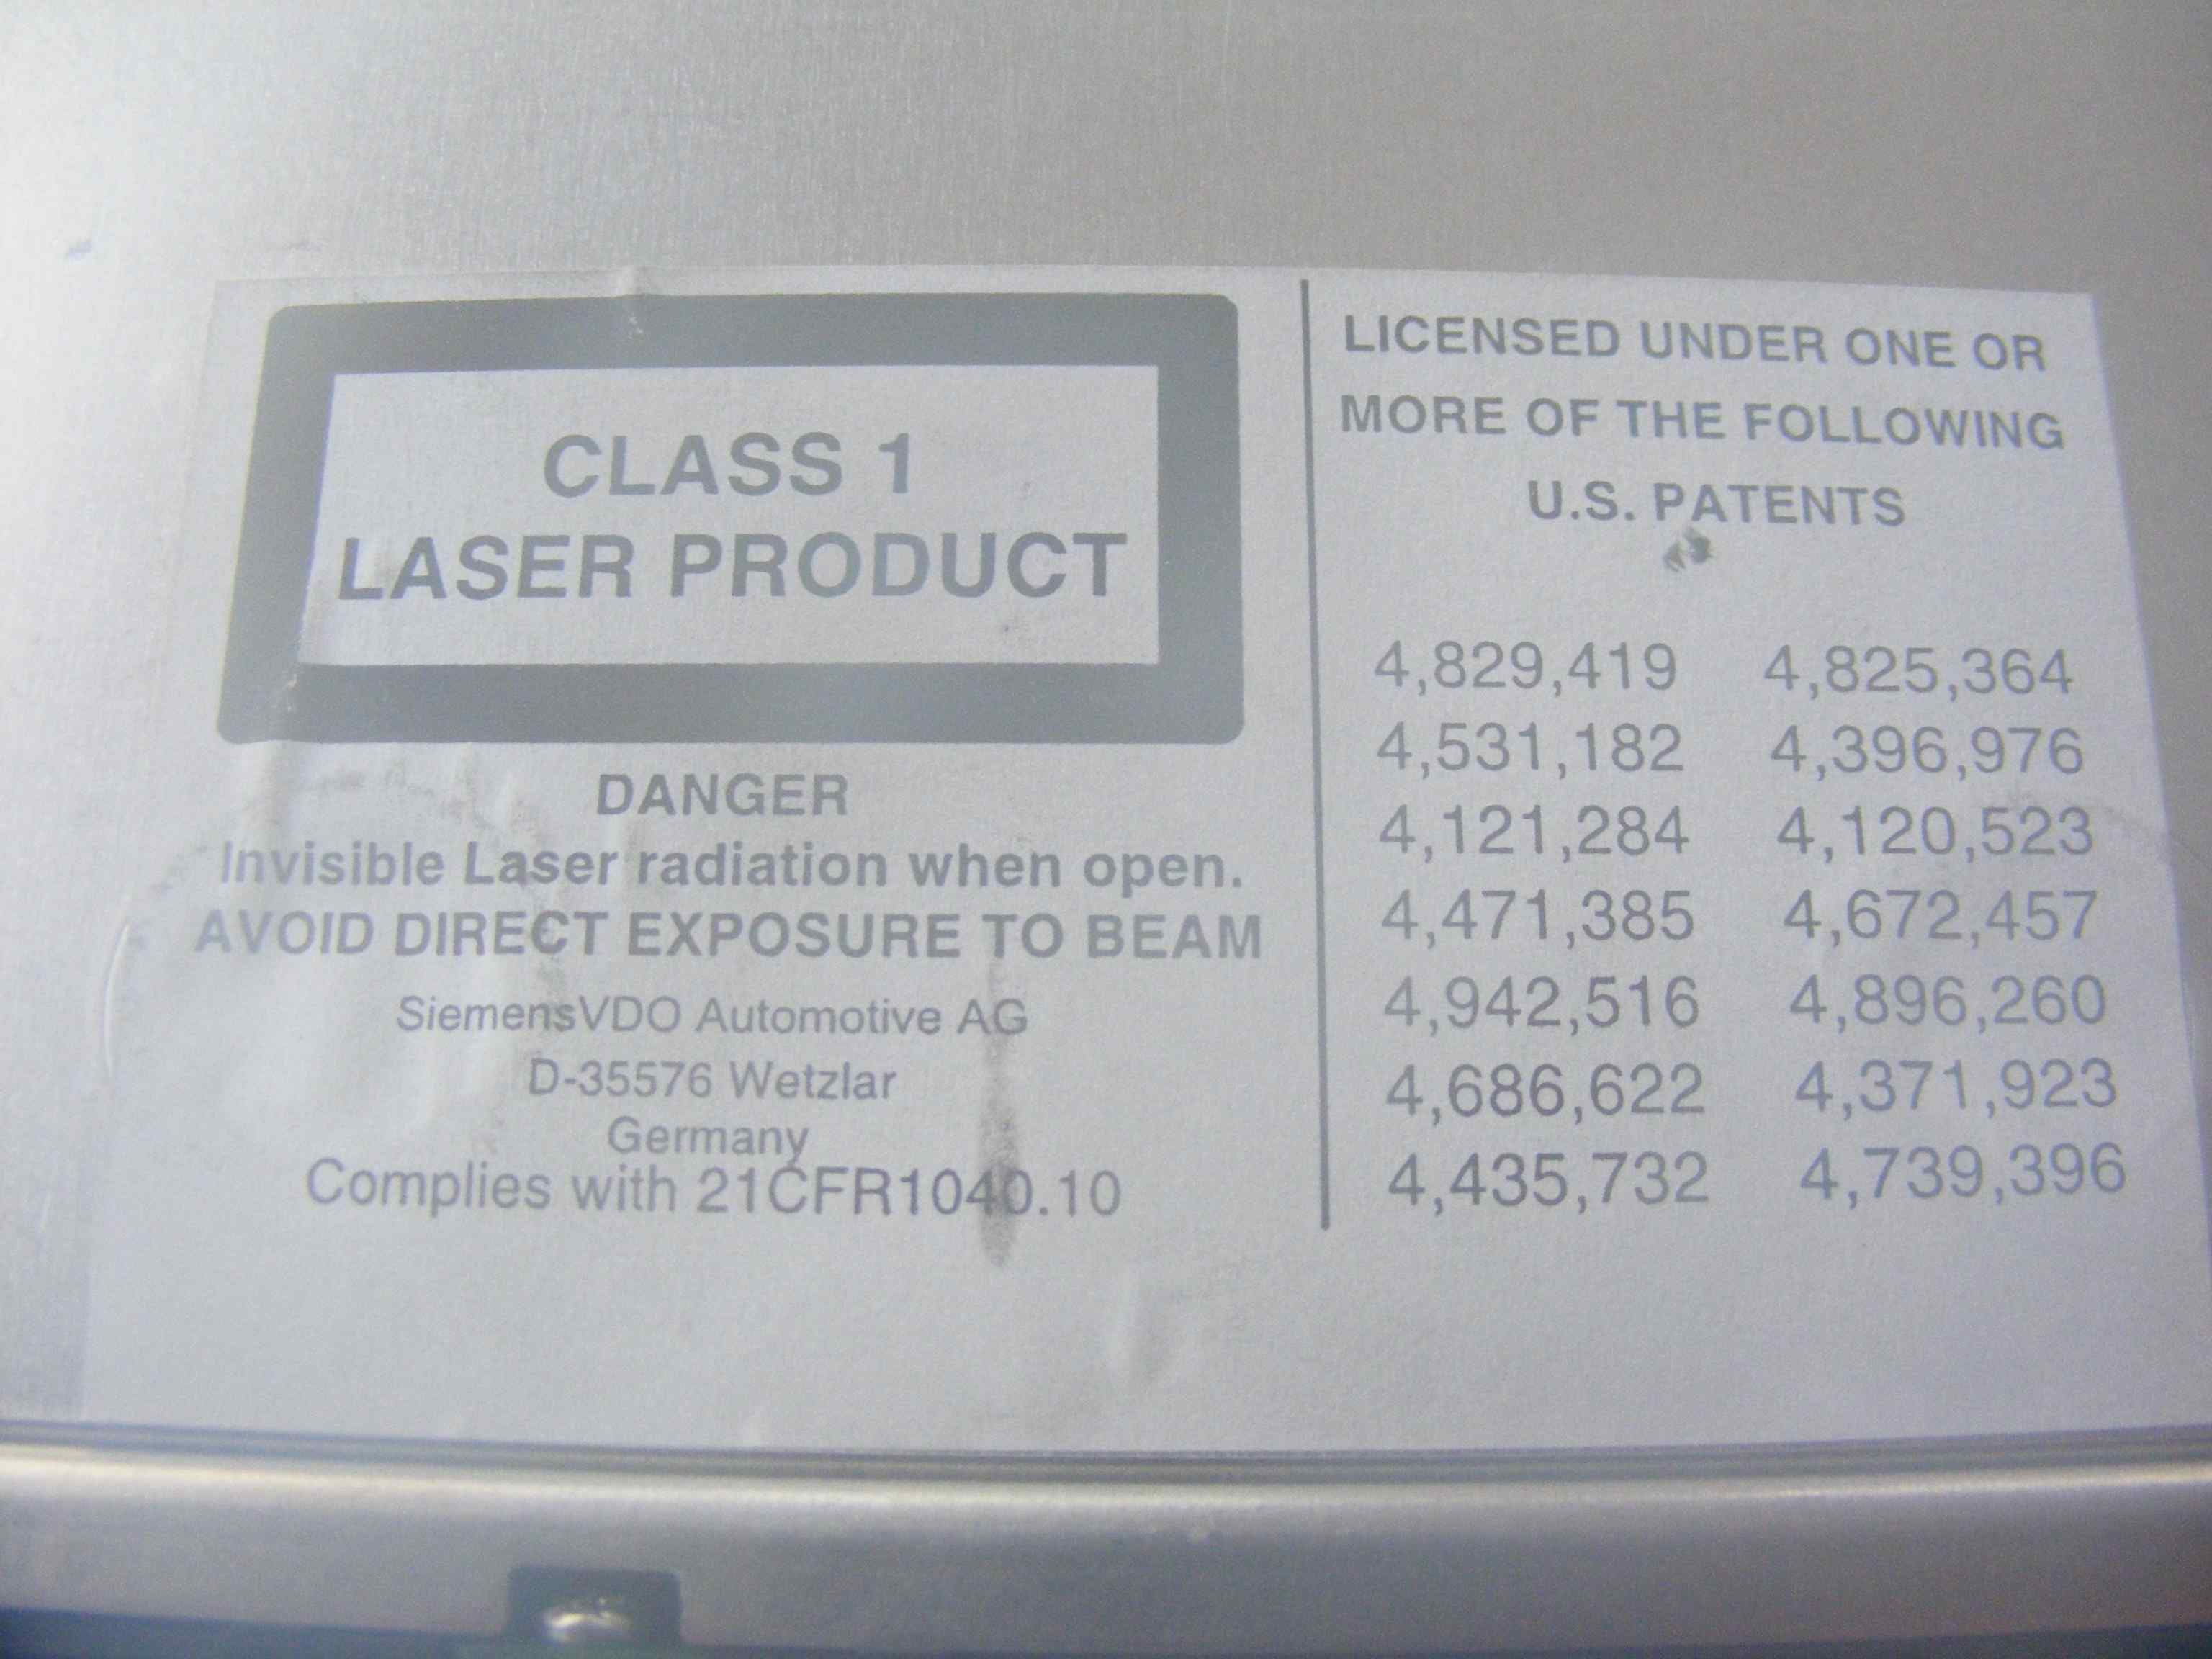 CLASS 1
LASER PRODUCT
DANGER
Invisible Laser radiation when open.
AVOID DIRECT EXPOSURE TO BEAM
SiemensVDO Automotive AG
D-35576 Wetzlar
Germany
Complies with 21CFR1040.10
LICENSED UNDER ONE OR
MORE OF THE FOLLOWING
U.S. PATENTS
4,829,419 4,825,364
4,531,182 4,396,976
4,121,284 4,120,523
4,471,385 4,672,457
4,942,516 4,896,260
4,686,622 4,371,923
4,435,732 4,739,396